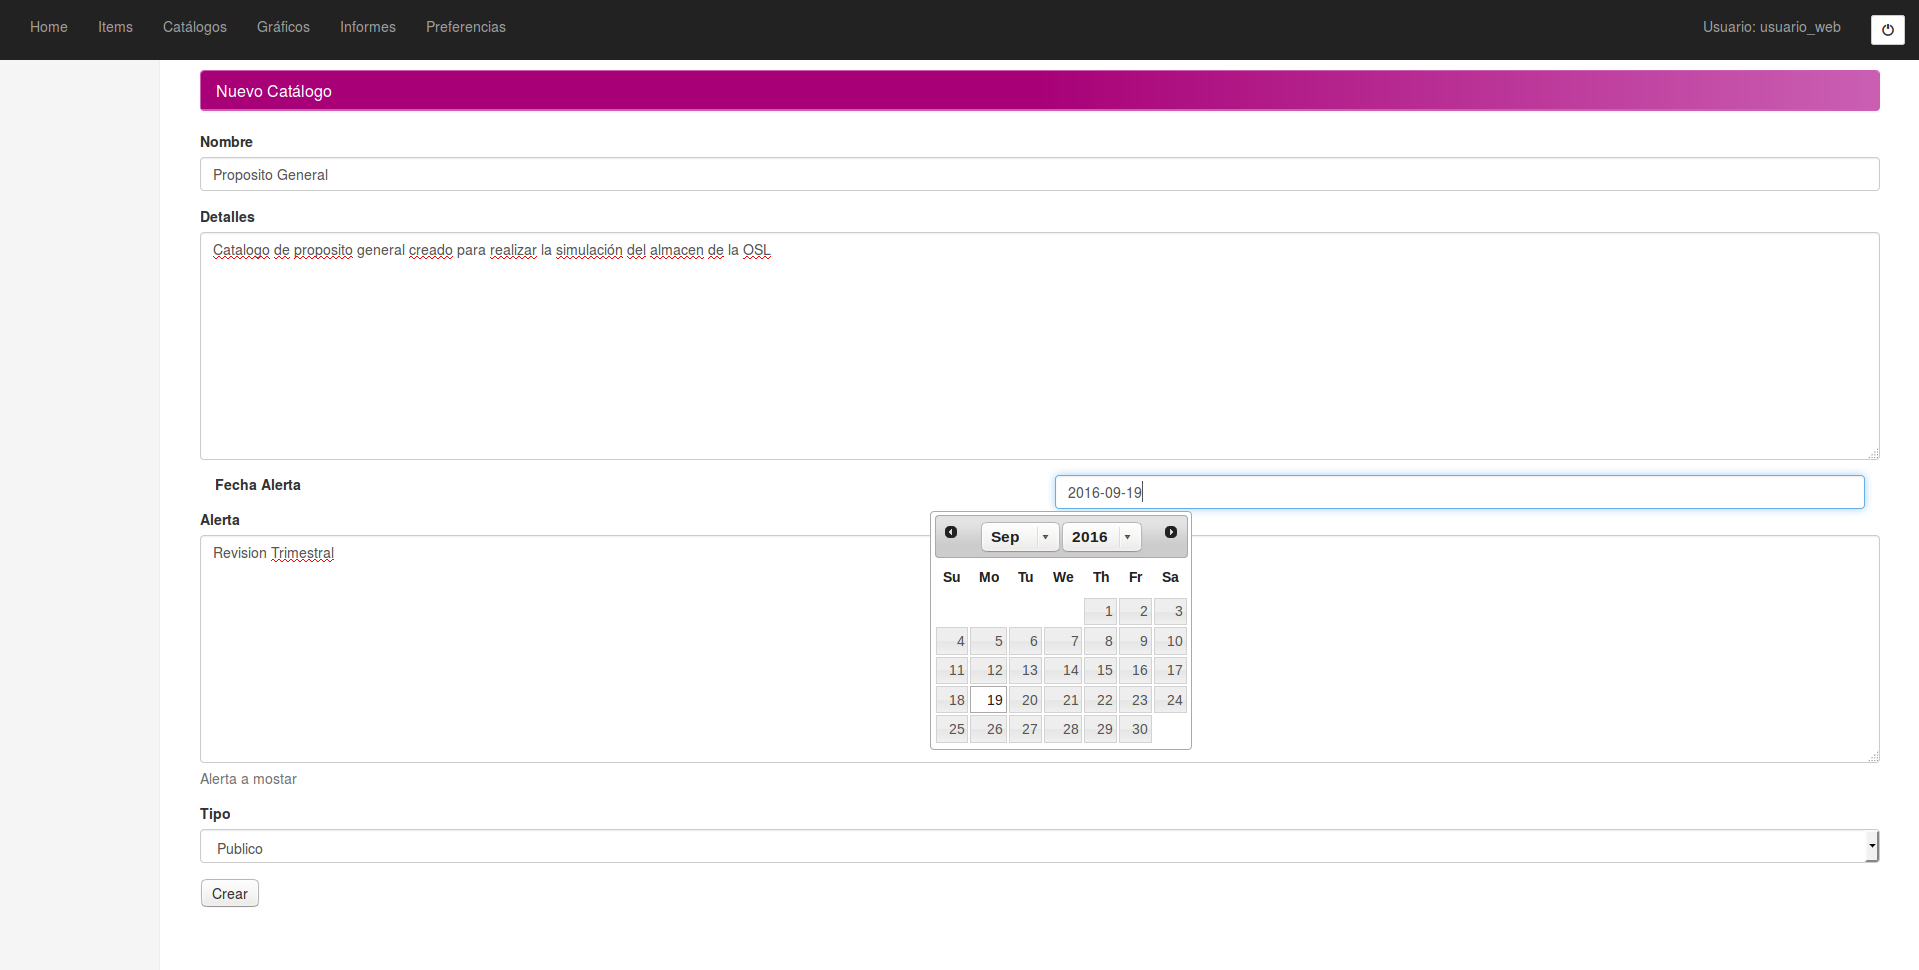 Home Items Catálogos Gráficos Informes Preferencias Usuario: usuario_web
Nuevo Catálogo
Nombre
Proposito General
Detalles
Catalogo de proposito general creado para realizar la simulación del almacen de la OSL
Fecha Alerta 2016-09-19
Alerta
Revision Trimestral
Sep 2016
Su Mo Tu We Th Fr Sa
1 2 3
4 5 6 7 8 9 10
11 12 13 14 15 16 17
18 19 20 21 22 23 24
25 26 27 28 29 30
Alerta a mostar
Tipo
Publico
Crear